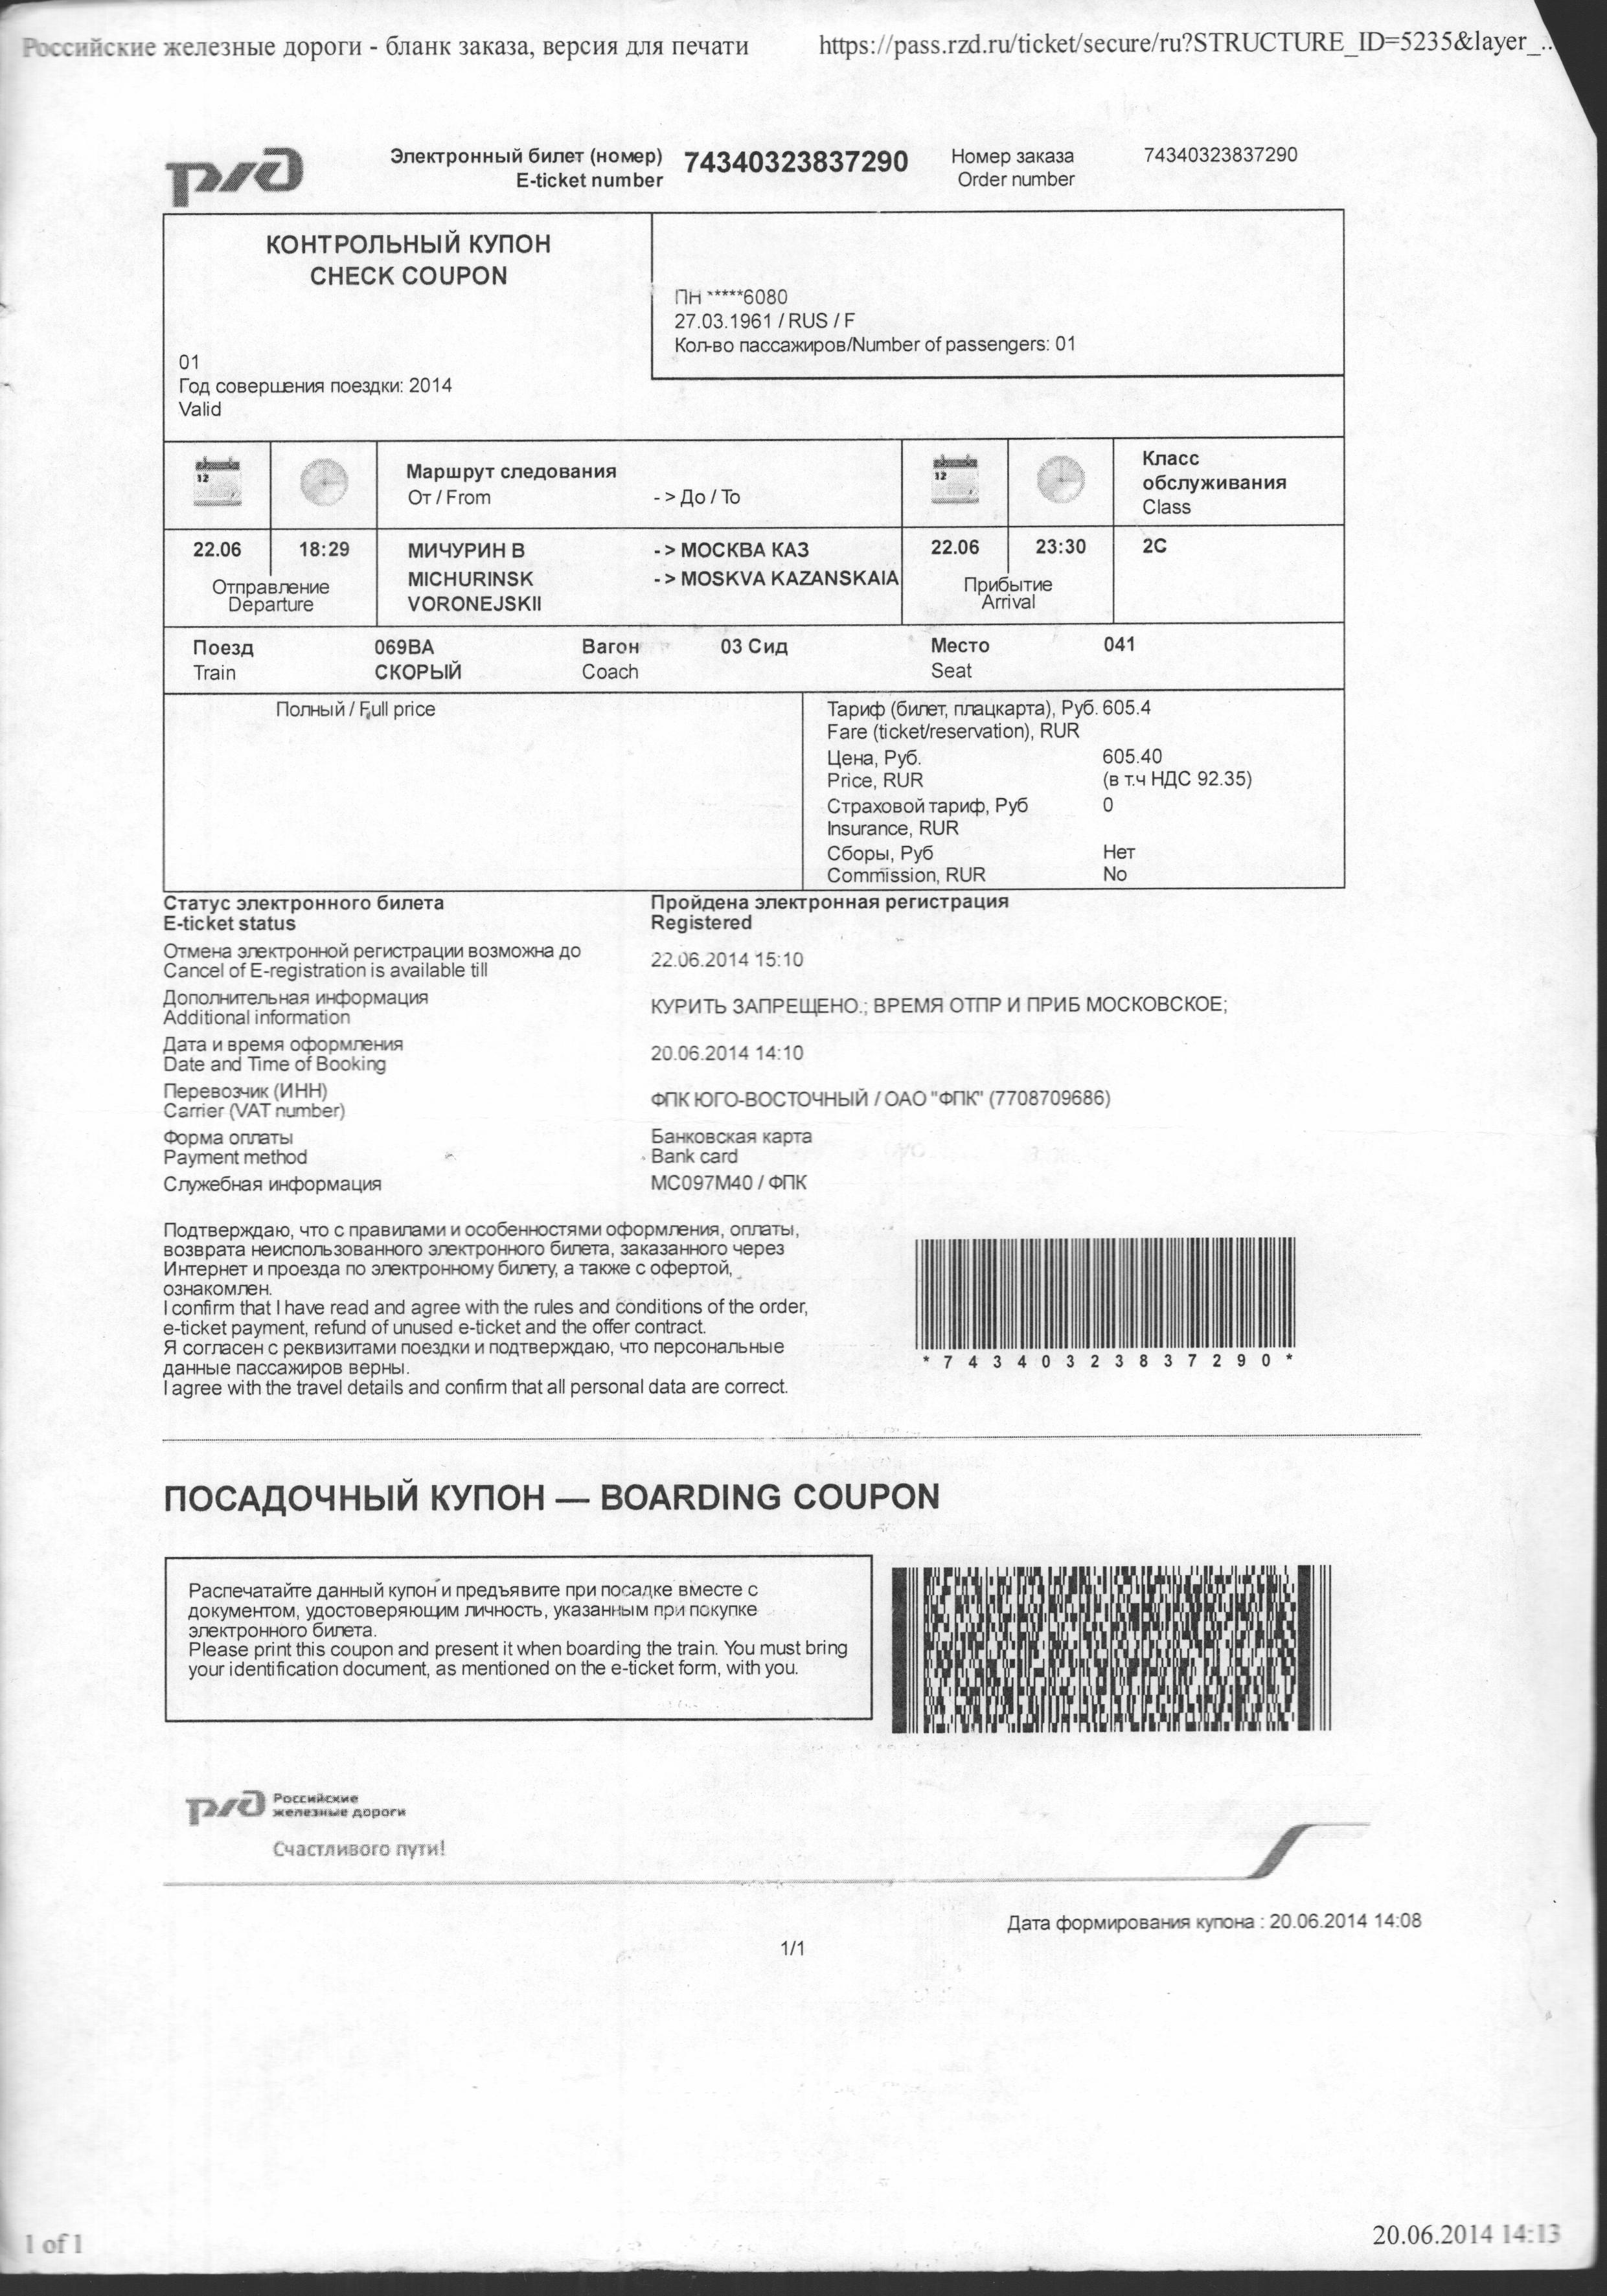 Российские железные дороги - бланк заказа, версия для печати https://pass.rzd.ru/ticket/secure/ru?STRUCTURE_ID=5235&layer_...
Электронный билет (номер) 74340323837290 Номер заказа 74340323837290
E-ticket number Order number
КОНТРОЛЬНЫЙ КУПОН
CHECK COUPON
ПН *****6080
27.03.1961 / RUS / F
Кол-во пассажиров/Number of passengers: 01
01
Год совершения поездки: 2014
Valid
Маршрут следования
От / From -> До / To
Класс
обслуживания
Class
22.06 18:29 МИЧУРИН В -> МОСКВА КАЗ 22.06 23:30 2С
Отправление MICHURINSK -> MOSKVA KAZANSKAIA Прибытие
Departure VORONEJSKII Arrival
Поезд 069ВА Вагон 03 Сид Место 041
Train СКОРЫЙ Coach Seat
Полный / Full price Тариф (билет, плацкарта), Руб. 605.4
Fare (ticket/reservation), RUR
Цена, Руб. 605.40
Price, RUR (в т.ч НДС 92.35)
Страховой тариф, Руб 0
Insurance, RUR
Сборы, Руб Нет
Commission, RUR No
Статус электронного билета Пройдена электронная регистрация
E-ticket status Registered
Отмена электронной регистрации возможна до
Cancel of E-registration is available till 22.06.2014 15:10
Дополнительная информация
Additional information КУРИТЬ ЗАПРЕЩЕНО.; ВРЕМЯ ОТПР И ПРИБ МОСКОВСКОЕ;
Дата и время оформления
Date and Time of Booking 20.06.2014 14:10
Перевозчик (ИНН)
Carrier (VAT number) ФПК ЮГО-ВОСТОЧНЫЙ / ОАО "ФПК" (7708709686)
Форма оплаты Банковская карта
Payment method Bank card
Служебная информация МС097М40 / ФПК
Подтверждаю, что с правилами и особенностями оформления, оплаты,
возврата неиспользованного электронного билета, заказанного через
Интернет и проезда по электронному билету, а также с офертой,
ознакомлен.
I confirm that I have read and agree with the rules and conditions of the order,
e-ticket payment, refund of unused e-ticket and the offer contract.
Я согласен с реквизитами поездки и подтверждаю, что персональные
данные пассажиров верны.
I agree with the travel details and confirm that all personal data are correct.
* 7 4 3 4 0 3 2 3 8 3 7 2 9 0 *
ПОСАДОЧНЫЙ КУПОН — BOARDING COUPON
Распечатайте данный купон и предъявите при посадке вместе с
документом, удостоверяющим личность, указанным при покупке
электронного билета.
Please print this coupon and present it when boarding the train. You must bring
your identification document, as mentioned on the e-ticket form, with you.
Российские
железные дороги
Счастливого пути!
Дата формирования купона : 20.06.2014 14:08
1/1
1 of 1 20.06.2014 14:13